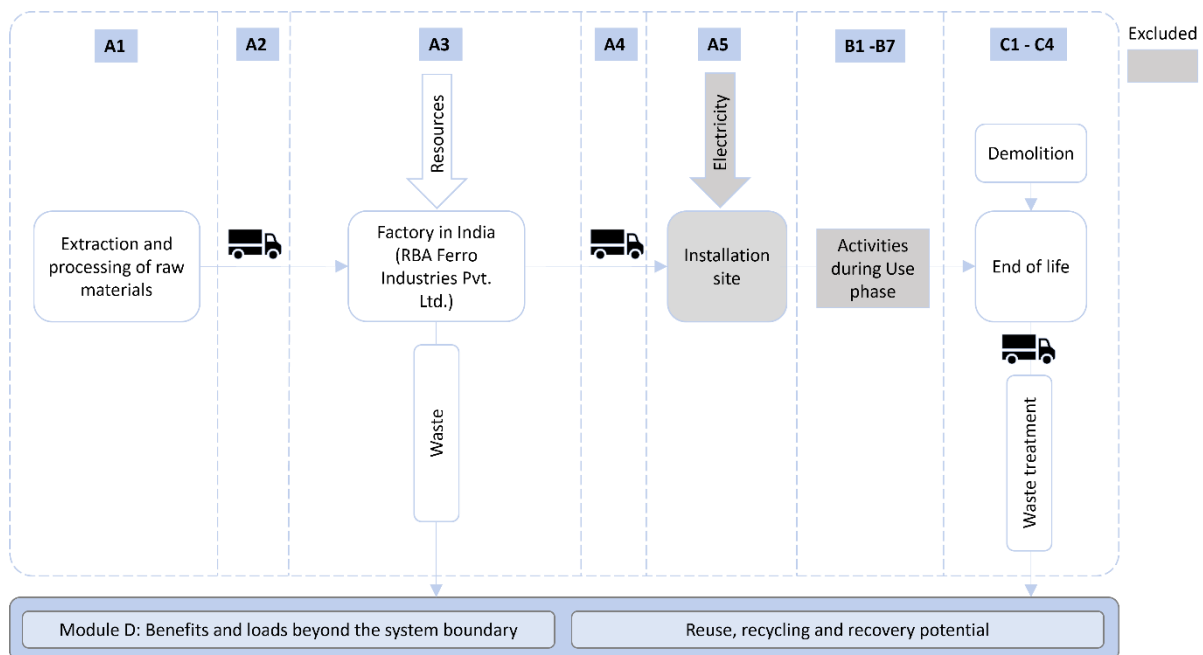 A1
A2
A3
A4
A5
B1 -B7
C1 - C4
Excluded
Resources
Electricity
Demolition
Extraction and
processing of raw
materials
Factory in India
(RBA Ferro
Industries Pvt.
Ltd.)
Installation
site
Activities
during Use
phase
End of life
Waste
Waste treatment
Module D: Benefits and loads beyond the system boundary
Reuse, recycling and recovery potential